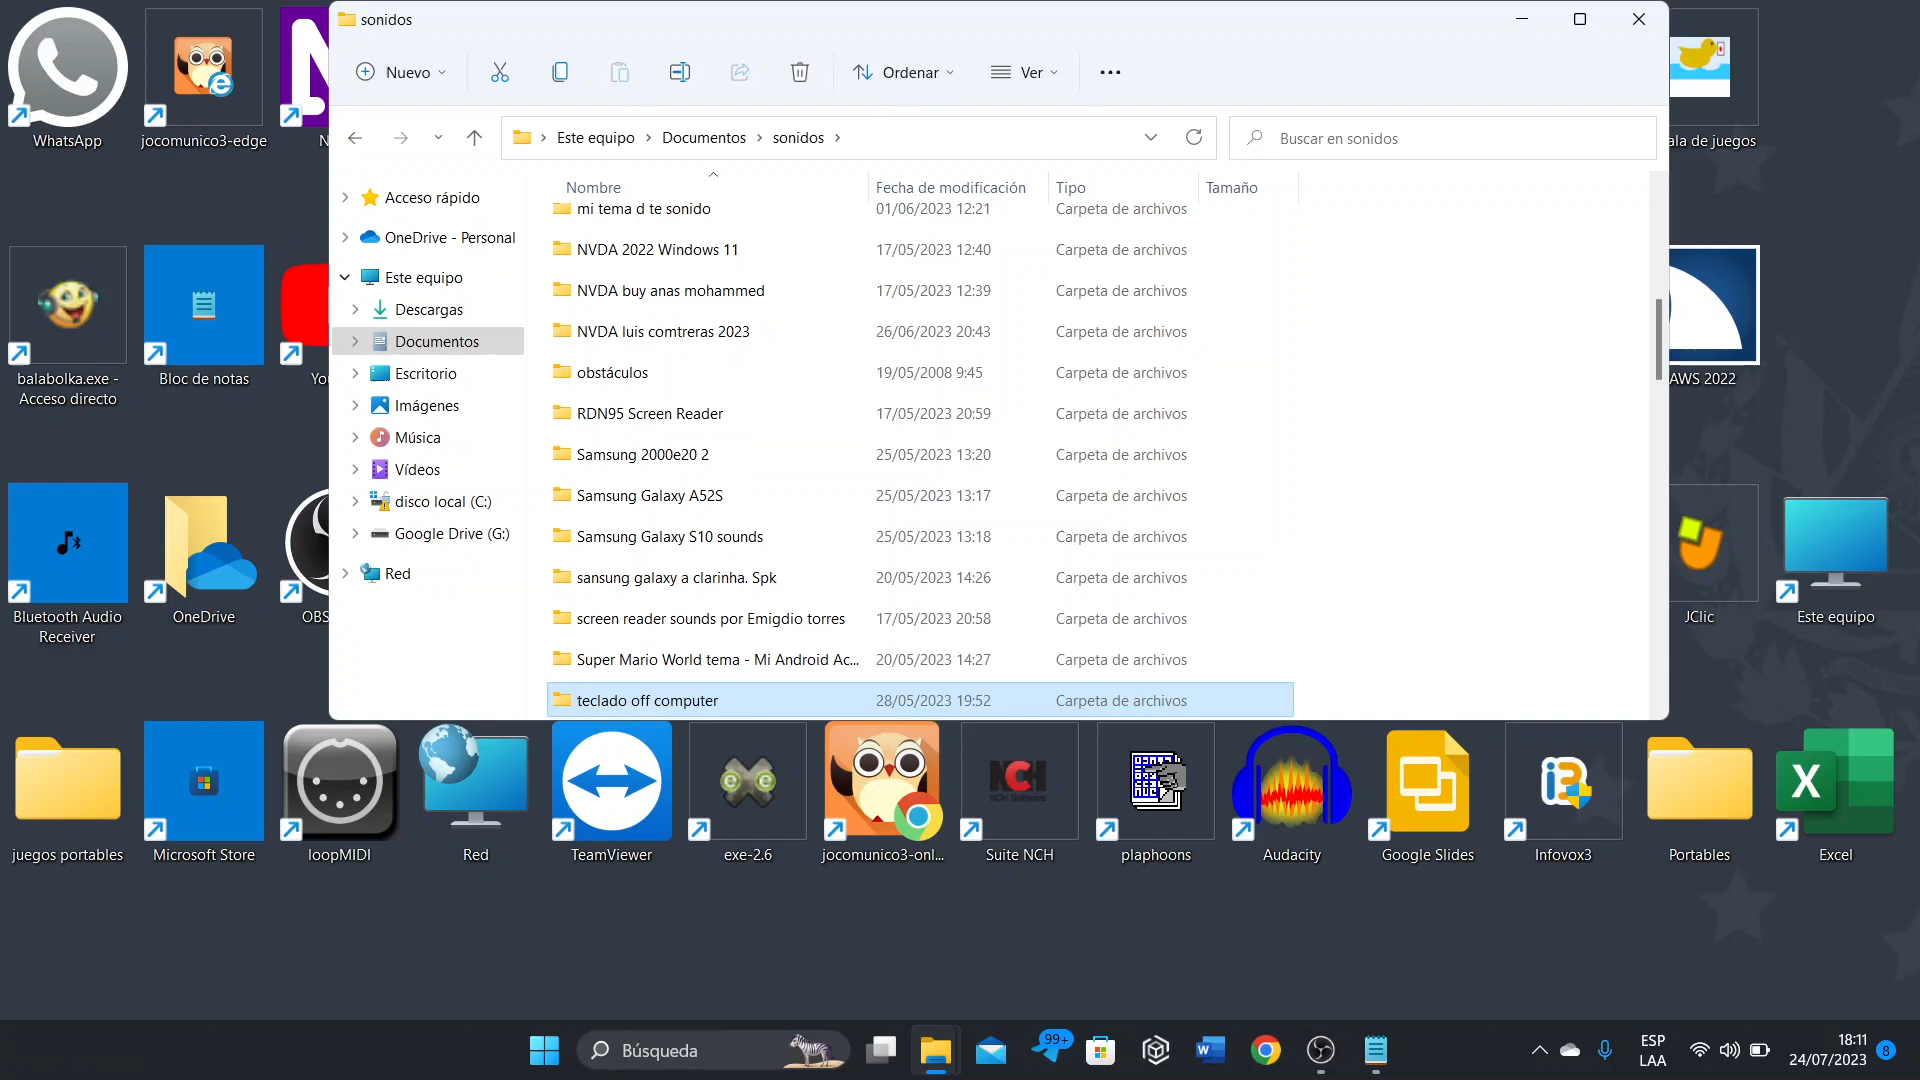 sonidos
Nuevo
Ordenar
Ver
Este equipo
Documentos
sonidos
Buscar en sonidos
Acceso rápido
OneDrive - Personal
Este equipo
Descargas
Documentos
Escritorio
Imágenes
Música
Vídeos
disco local (C:)
Google Drive (G:)
Red
Nombre Fecha de modificación Tipo Tamaño
mi tema d te sonido 01/06/2023 12:21 Carpeta de archivos
NVDA 2022 Windows 11 17/05/2023 12:40 Carpeta de archivos
NVDA buy anas mohammed 17/05/2023 12:39 Carpeta de archivos
NVDA luis comtreras 2023 26/06/2023 20:43 Carpeta de archivos
obstáculos 19/05/2008 9:45 Carpeta de archivos
RDN95 Screen Reader 17/05/2023 20:59 Carpeta de archivos
Samsung 2000e20 2 25/05/2023 13:20 Carpeta de archivos
Samsung Galaxy A52S 25/05/2023 13:17 Carpeta de archivos
Samsung Galaxy S10 sounds 25/05/2023 13:18 Carpeta de archivos
sansung galaxy a clarinha. Spk 20/05/2023 14:26 Carpeta de archivos
screen reader sounds por Emigdio torres 17/05/2023 20:58 Carpeta de archivos
Super Mario World tema - Mi Android Ac... 20/05/2023 14:27 Carpeta de archivos
teclado off computer 28/05/2023 19:52 Carpeta de archivos
WhatsApp
jocomunico3-edge
N
ala de juegos
balabolka.exe -
Acceso directo
Bloc de notas
You
AWS 2022
Bluetooth Audio
Receiver
OneDrive
OBS
JClic
Este equipo
juegos portables
Microsoft Store
loopMIDI
Red
TeamViewer
exe-2.6
jocomunico3-onl...
NCH
NCH Software
Suite NCH
plaphoons
Audacity
Google Slides
i3
Infovox3
Portables
X
Excel
Búsqueda
99+
W
ESP
LAA
18:11
24/07/2023
8